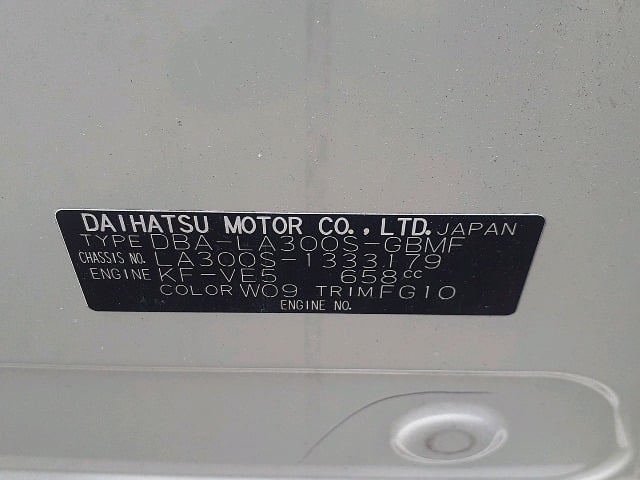 DAIHATSU MOTOR CO.,LTD. JAPAN
TYPE DBA-LA300S-GBMF
CHASSIS NO. LA300S-1333179
ENGINE KF-VE5 658cc
COLOR W09 TRIM FG10
ENGINE NO.